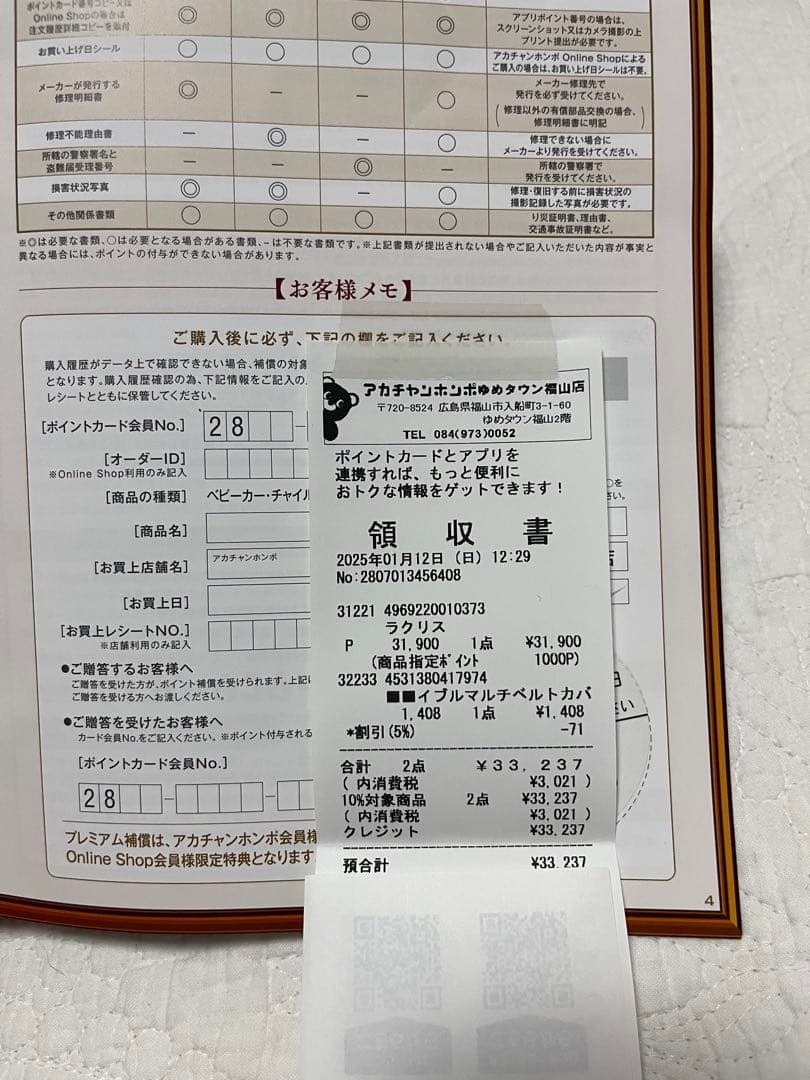 ポイントカード番号コピー又は
Online Shopの場合は
注文履歴詳細コピーを添付
◎ ◎ ◎ ◎
アプリポイント番号の場合は、
スクリーンショット又はカメラ撮影の上
プリント提出が必要です。
お買い上げ日シール
○ ○ ○ ○
アカチャンホンポ Online Shopによる
ご購入の場合は、お買い上げ日シールは不要。
メーカーが発行する
修理明細書
◎ － － ○
メーカー修理先で
発行を必ず受けてください。
(修理以外の有償部品交換の場合、
修理明細書に明記)
修理不能理由書
－ ◎ － ○
修理できない場合に
メーカーより発行を受けてください。
所轄の警察署名と
盗難届受理番号
－ － ◎ －
所轄の警察署で
発行を受けてください。
損害状況写真
◎ ◎ － ○
修理・復旧する前に損害状況の
撮影記録した写真が必要です。
その他関係書類
○ ○ ○ ○
り災証明書、理由書、
交通事故証明書など。
※◎は必要な書類、○は必要となる場合がある書類、－は不要な書類です。※上記書類が提出されない場合やご記入いただいた内容が事実と
異なる場合には、ポイントの付与ができない場合があります。
【お客様メモ】
ご購入後に必ず、下記の欄をご記入ください。
購入履歴がデータ上で確認できない場合、補償の対象
となります。購入履歴確認の為、下記情報をご記入の
レシートとともに保管してください。
[ポイントカード会員No.] 28
[オーダーID]
※Online Shop利用のみ記入
[商品の種類] ベビーカー・チャイル
[商品名]
[お買上店舗名] アカチャンホンポ
[お買上日]
[お買上レシートNO.]
※店舗利用のみ記入
●ご贈答するお客様へ
ご贈答を受けた方が、ポイント補償を受けられます。上記
ご贈答を受ける方へお渡しください。
●ご贈答を受けたお客様へ
カード会員No.をご記入ください。※ポイント付与される
[ポイントカード会員No.]
28
プレミアム補償は、アカチャンホンポ会員様
Online Shop会員様限定特典となります
4
アカチャンホンポゆめタウン福山店
〒720-8524 広島県福山市入船町3-1-60
ゆめタウン福山2階
TEL 084(973)0052
ポイントカードとアプリを
連携すれば、もっと便利に
おトクな情報をゲットできます！
領 収 書
2025年01月12日 (日) 12:29
No:2807013456408
31221 4969220010373
ラクリス
P 31,900 1点 ¥31,900
(商品指定ﾎﾟｲﾝﾄ 1000P)
32233 4531380417974
■■イブルマルチベルトカバ
1,408 1点 ¥1,408
*割引(5%) -71
合計 2点 ¥33,237
( 内消費税 ¥3,021 )
10%対象商品 2点 ¥33,237
( 内消費税 ¥3,021 )
クレジット ¥33,237
預合計 ¥33,237